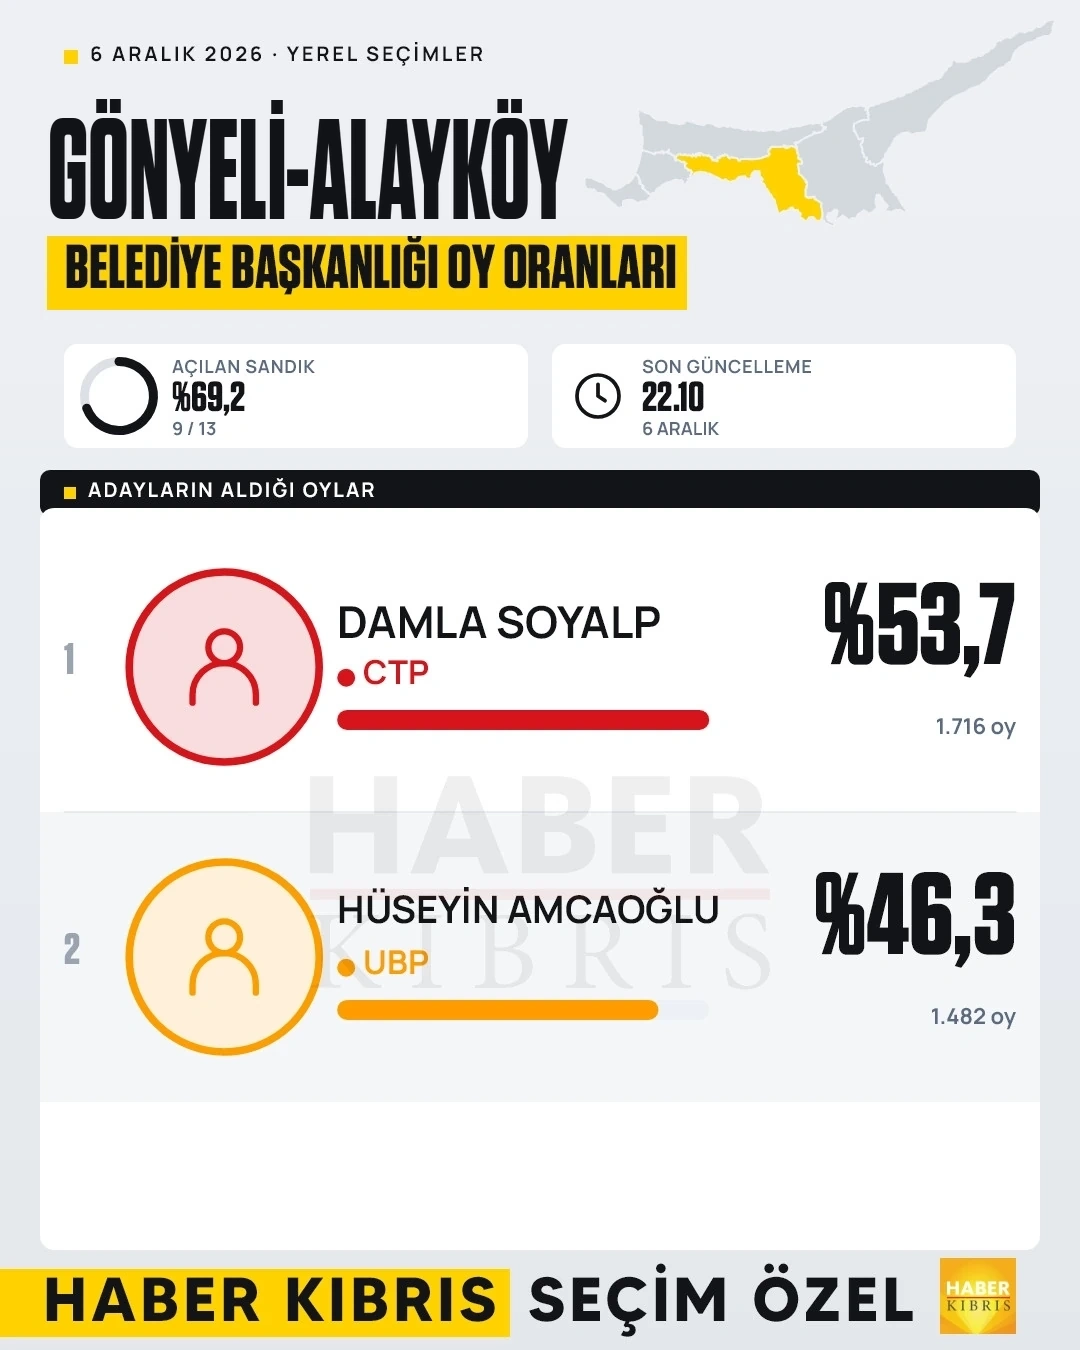 6 ARALIK 2026 · YEREL SEÇİMLER
GÖNYELİ-ALAYKÖY
BELEDİYE BAŞKANLIĞI OY ORANLARI
AÇILAN SANDIK
%69,2
9 / 13
SON GÜNCELLEME
22.10
6 ARALIK
ADAYLARIN ALDIĞI OYLAR
1
DAMLA SOYALP
CTP
%53,7
1.716 oy
HABER
KIBRIS
2
HÜSEYİN AMCAOĞLU
UBP
%46,3
1.482 oy
HABER KIBRIS SEÇİM ÖZEL
HABER
KIBRIS